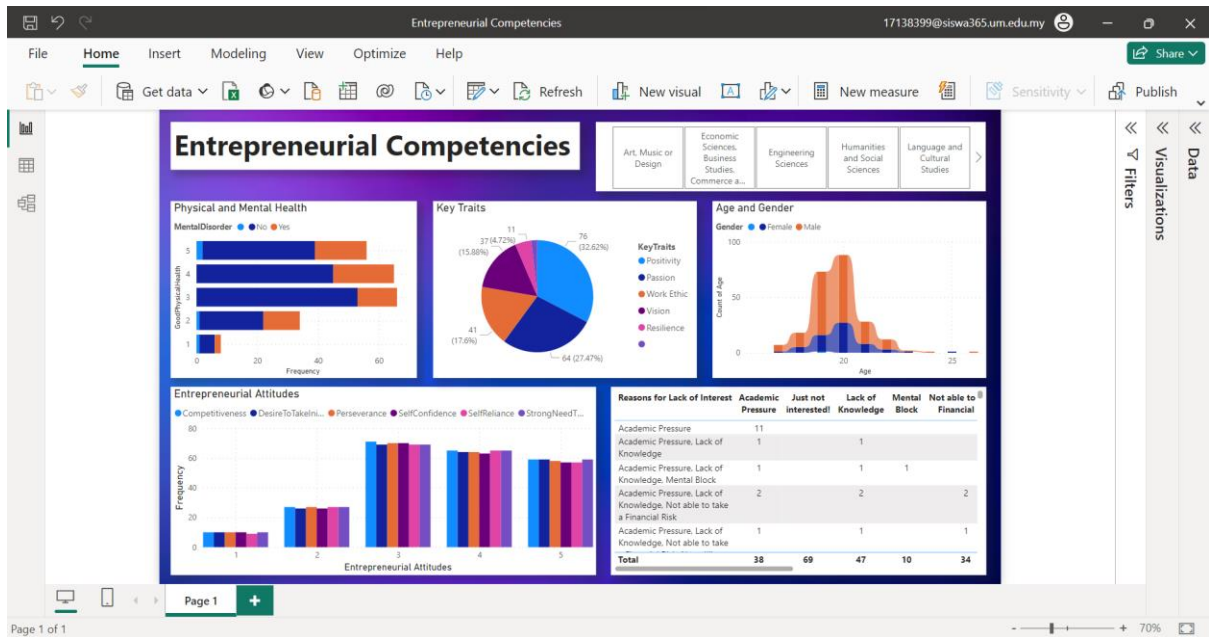 Entrepreneurial Competencies
17138399@siswa365.um.edu.my
File Home Insert Modeling View Optimize Help
Share
Get data
Refresh
New visual
New measure
Sensitivity
Publish
Entrepreneurial Competencies
Art, Music or
Design
Economic
Sciences,
Business
Studies,
Commerce a...
Engineering
Sciences
Humanities
and Social
Sciences
Language and
Cultural
Studies
Filters
Visualizations
Data
Physical and Mental Health
MentalDisorder No Yes
GoodPhysicalHealth
5
4
3
2
1
0 20 40 60
Frequency
Key Traits
11
(4.72%)
76
(32.62%)
37
(15.88%)
41
(17.6%)
64 (27.47%)
KeyTraits
Positivity
Passion
Work Ethic
Vision
Resilience
Age and Gender
Gender Female Male
Count of Age
100
50
0
20 25
Age
Entrepreneurial Attitudes
Competitiveness DesireToTakeIni... Perseverance SelfConfidence SelfReliance StrongNeedT...
Frequency
80
60
40
20
0
1 2 3 4 5
Entrepreneurial Attitudes
Reasons for Lack of Interest
Academic
Pressure
Just not
interested!
Lack of
Knowledge
Mental
Block
Not able to
Financial
Academic Pressure 11
Academic Pressure, Lack of 1 1
Knowledge
Academic Pressure, Lack of 1 1 1
Knowledge, Mental Block
Academic Pressure, Lack of 2 2 2
Knowledge, Not able to take
a Financial Risk
Academic Pressure, Lack of 1 1 1
Knowledge, Not able to take
Total 38 69 47 10 34
Page 1
Page 1 of 1
70%